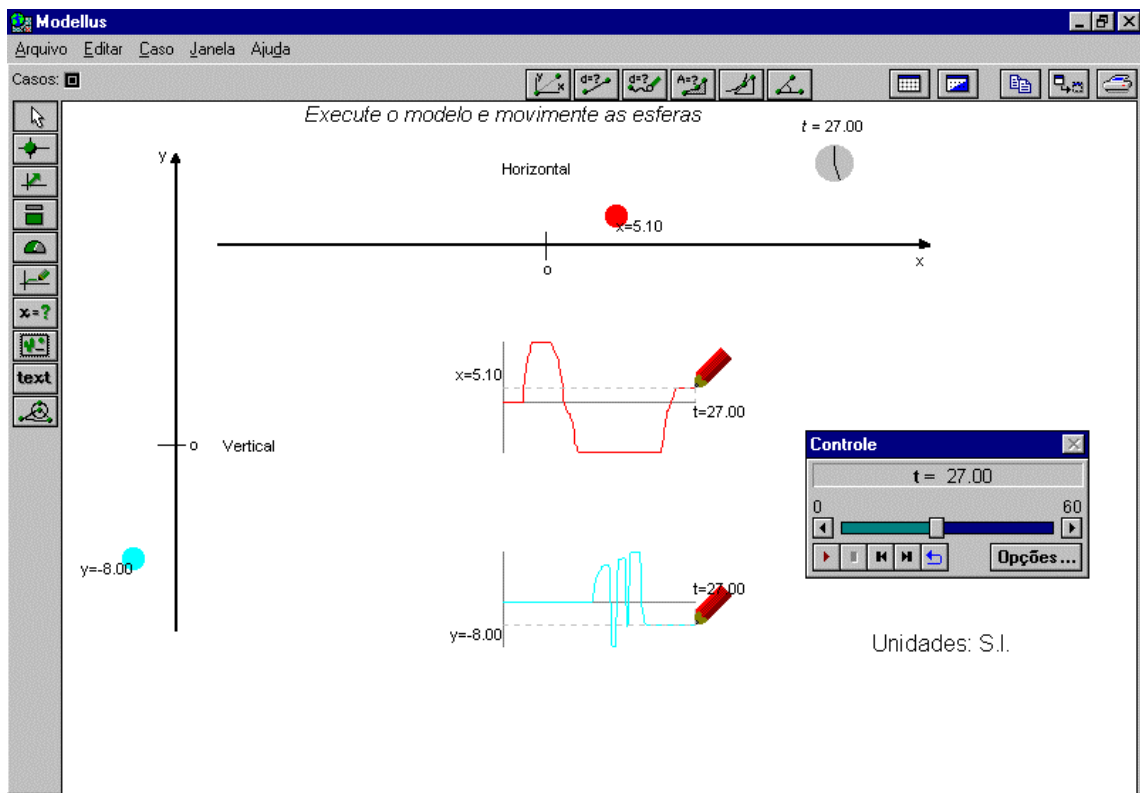 Modellus
Arquivo Editar Caso Janela Ajuda
Casos:
y x d=? d=? A=?
Execute o modelo e movimente as esferas
t = 27.00
y
Horizontal
x=5.10
x
o
x=?
text
x=5.10
t=27.00
o Vertical
Controle
t = 27.00
0 60
Opções...
y=-8.00
t=27.00
y=-8.00
Unidades: S.I.